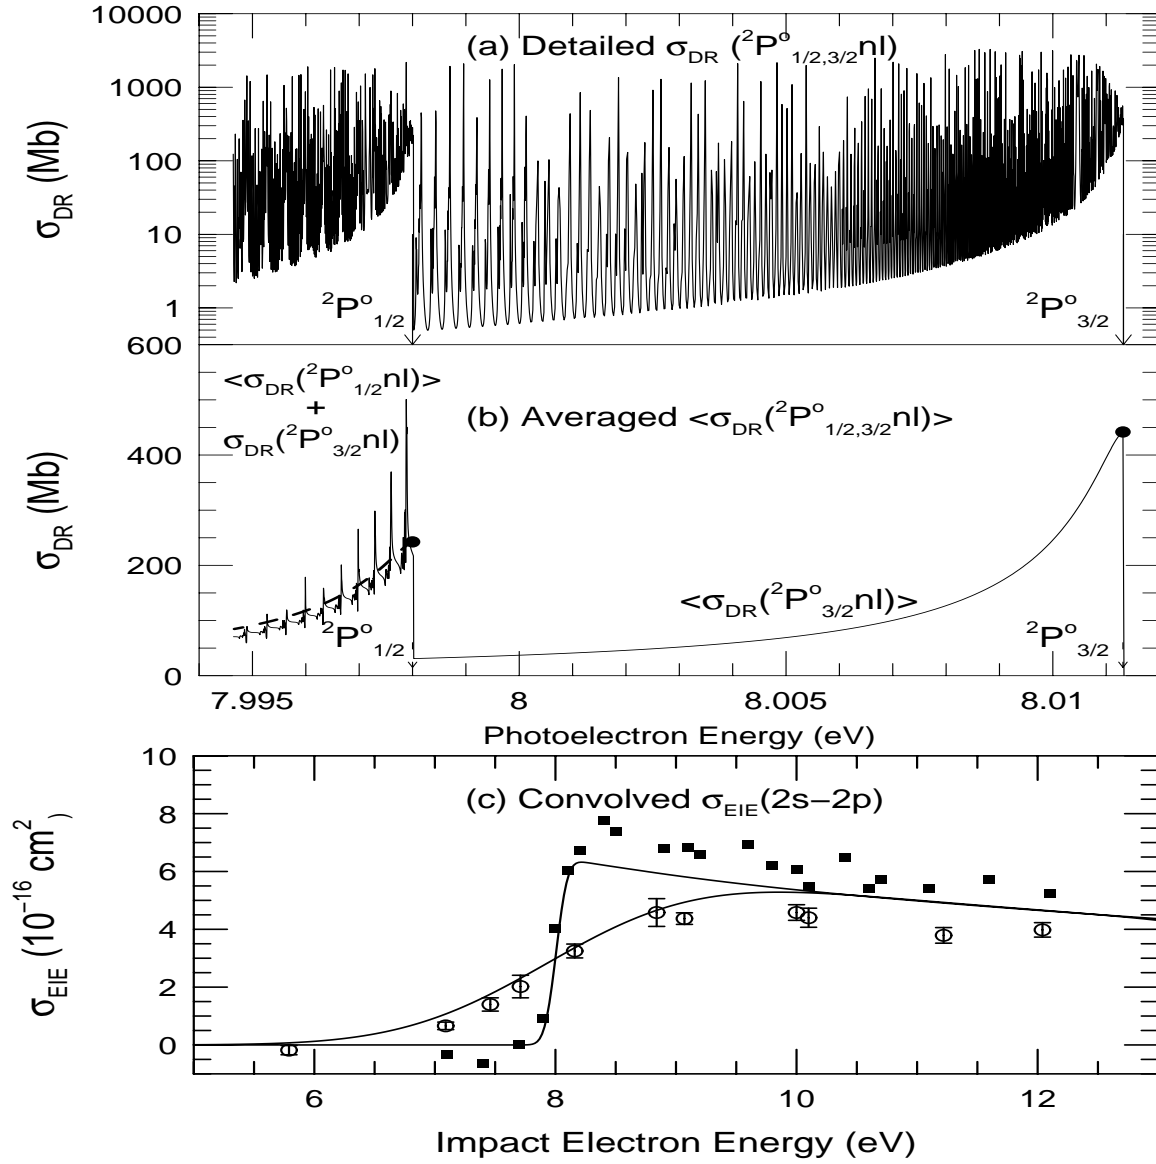 (a) Detailed σDR (²Pᵒ1/2,3/2nl)
10000
1000
100
10
1
σDR (Mb)
²Pᵒ1/2
²Pᵒ3/2
600
400
200
0
σDR (Mb)
<σDR(²Pᵒ1/2nl)>
+
σDR(²Pᵒ3/2nl)
(b) Averaged <σDR(²Pᵒ1/2,3/2nl)>
<σDR(²Pᵒ3/2nl)>
²Pᵒ1/2
²Pᵒ3/2
7.995 8 8.005 8.01
Photoelectron Energy (eV)
(c) Convolved σEIE(2s−2p)
10
8
6
4
2
0
σEIE (10⁻¹⁶ cm²)
6 8 10 12
Impact Electron Energy (eV)